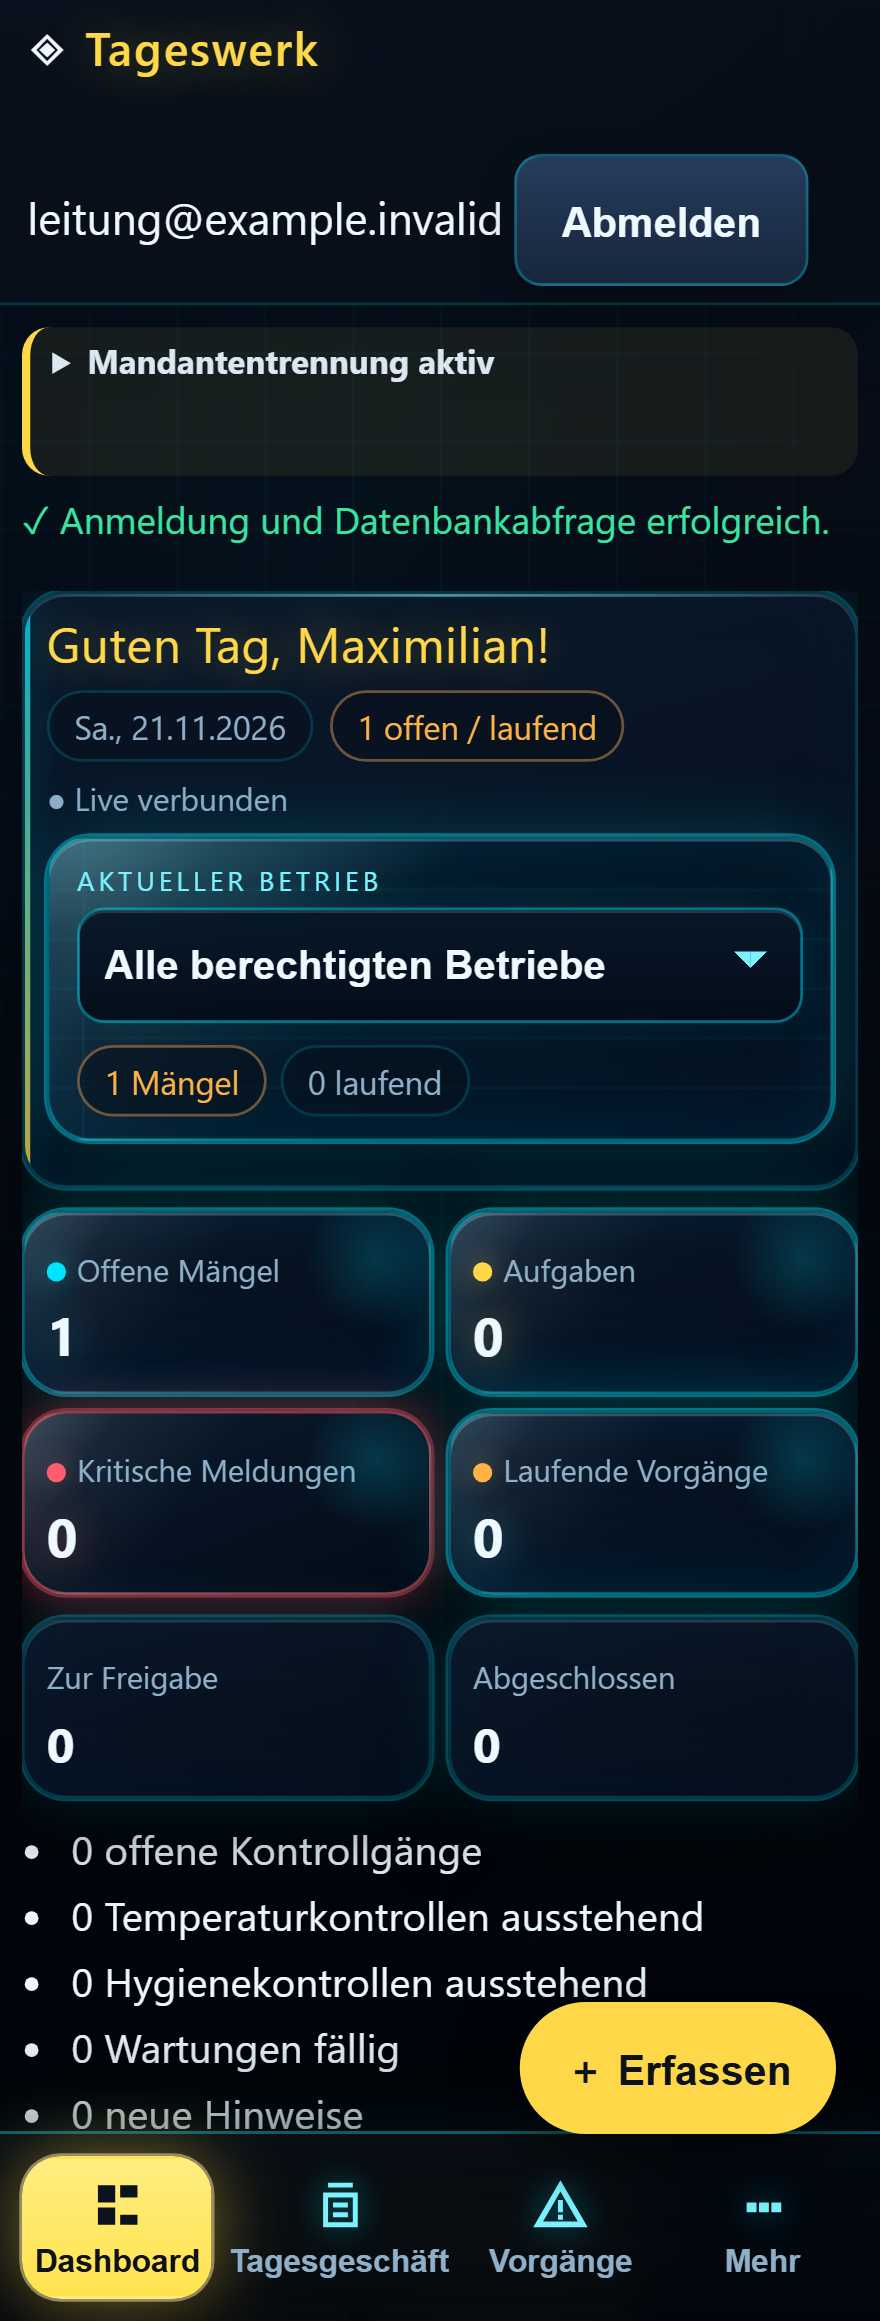 Tageswerk
leitung@example.invalid
Abmelden
Mandantentrennung aktiv
✓ Anmeldung und Datenbankabfrage erfolgreich.
Guten Tag, Maximilian!
Sa., 21.11.2026
1 offen / laufend
Live verbunden
AKTUELLER BETRIEB
Alle berechtigten Betriebe
1 Mängel
0 laufend
Offene Mängel
1
Aufgaben
0
Kritische Meldungen
0
Laufende Vorgänge
0
Zur Freigabe
0
Abgeschlossen
0
• 0 offene Kontrollgänge
• 0 Temperaturkontrollen ausstehend
• 0 Hygienekontrollen ausstehend
• 0 Wartungen fällig
• 0 neue Hinweise
+ Erfassen
Dashboard
Tagesgeschäft
Vorgänge
Mehr